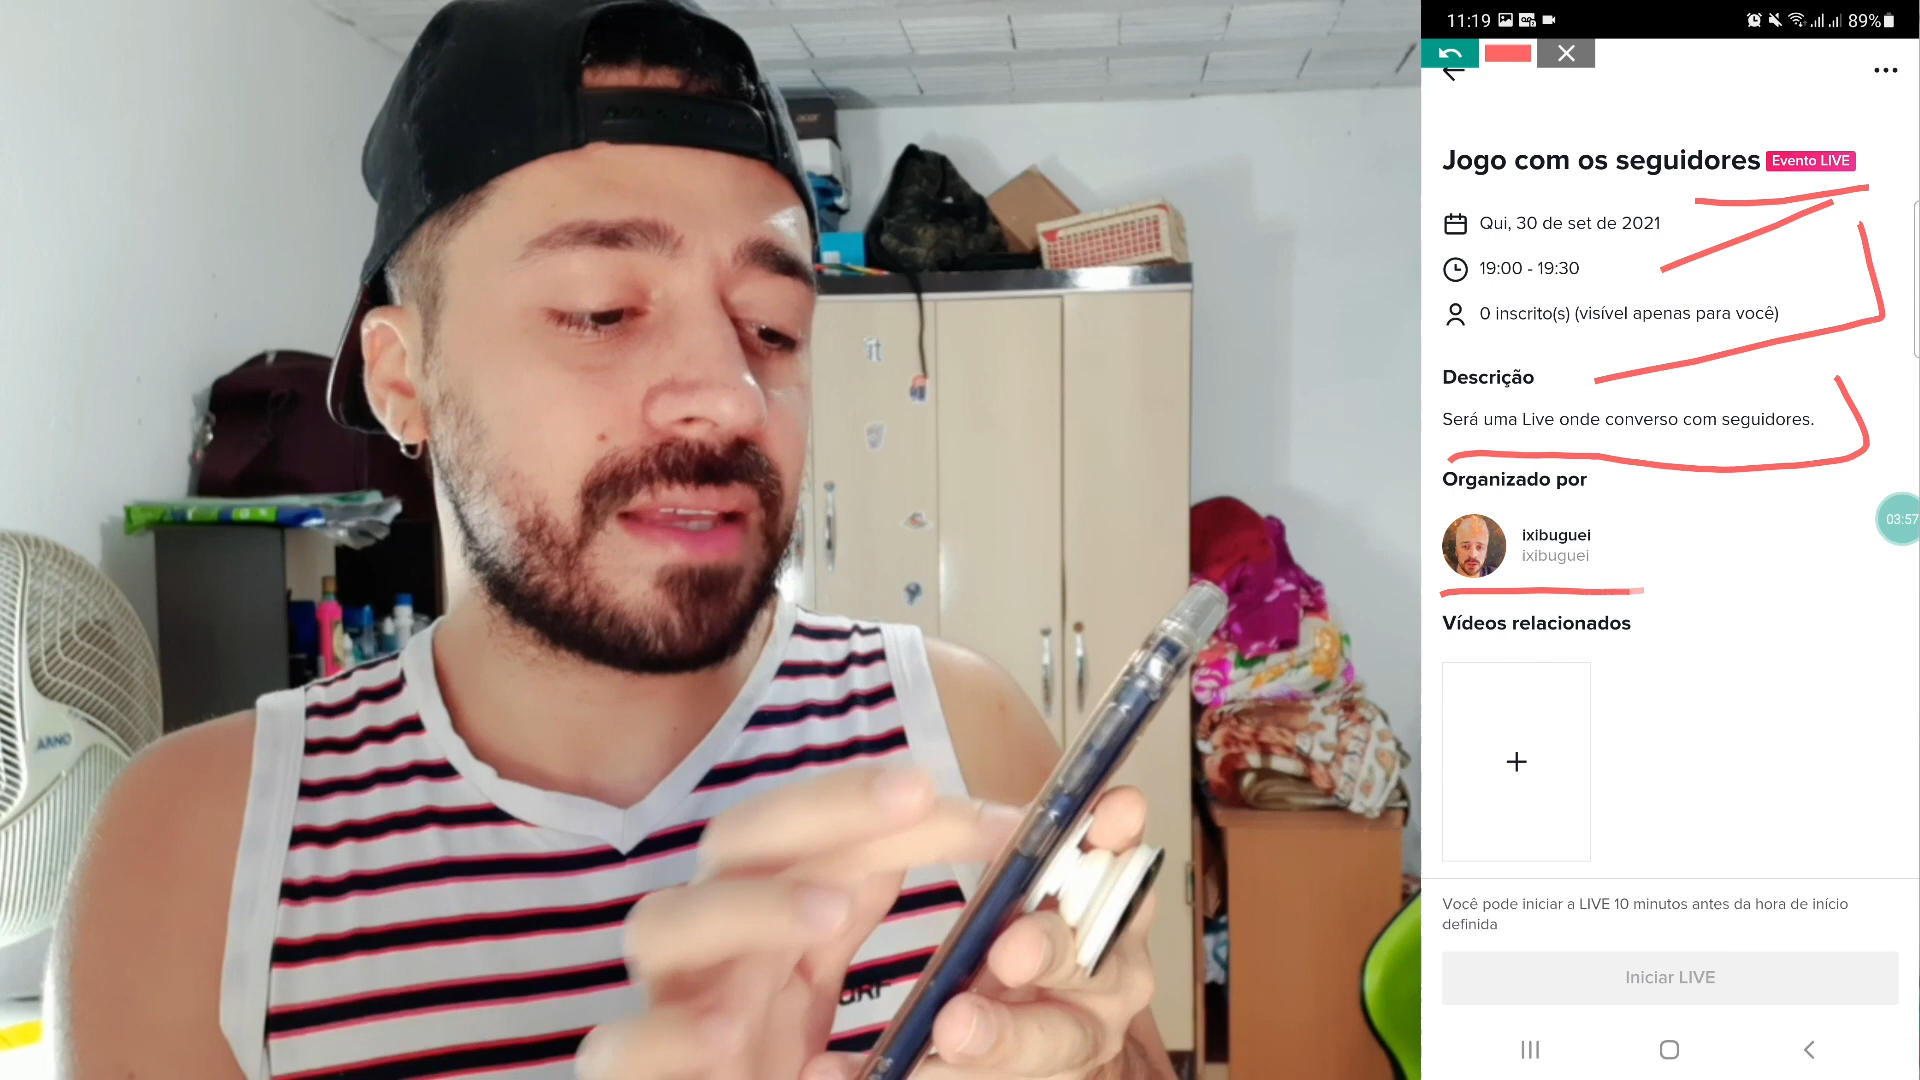 11:19
89%
Jogo com os seguidores Evento LIVE
Qui, 30 de set de 2021
19:00 - 19:30
0 inscrito(s) (visível apenas para você)
Descrição
Será uma Live onde converso com seguidores.
Organizado por
ixibuguei
ixibuguei
03:57
Vídeos relacionados
Você pode iniciar a LIVE 10 minutos antes da hora de início
definida
Iniciar LIVE
acer
ARNO